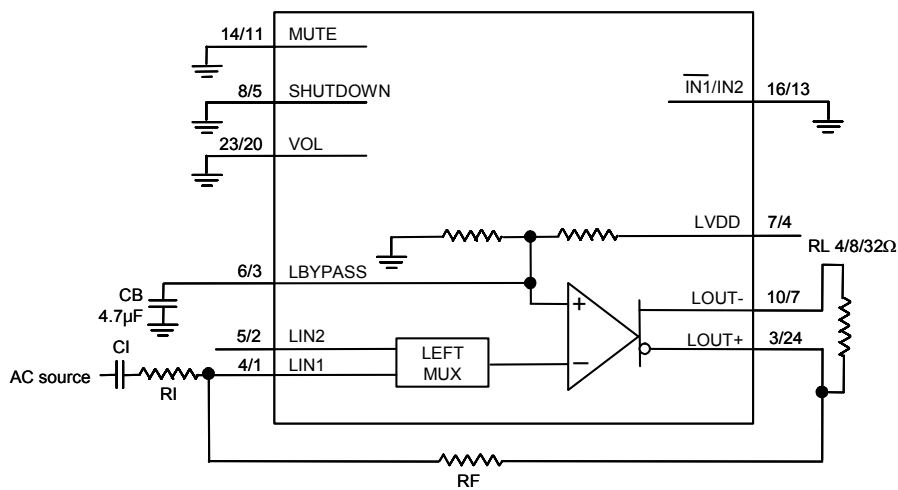 14/11 MUTE
8/5 SHUTDOWN
IN1/IN2 16/13
23/20 VOL
LVDD 7/4
RL 4/8/32Ω
6/3 LBYPASS
CB
4.7µF
+
LOUT- 10/7
5/2 LIN2
LEFT
MUX
−
LOUT+ 3/24
CI
AC source
4/1 LIN1
RI
RF